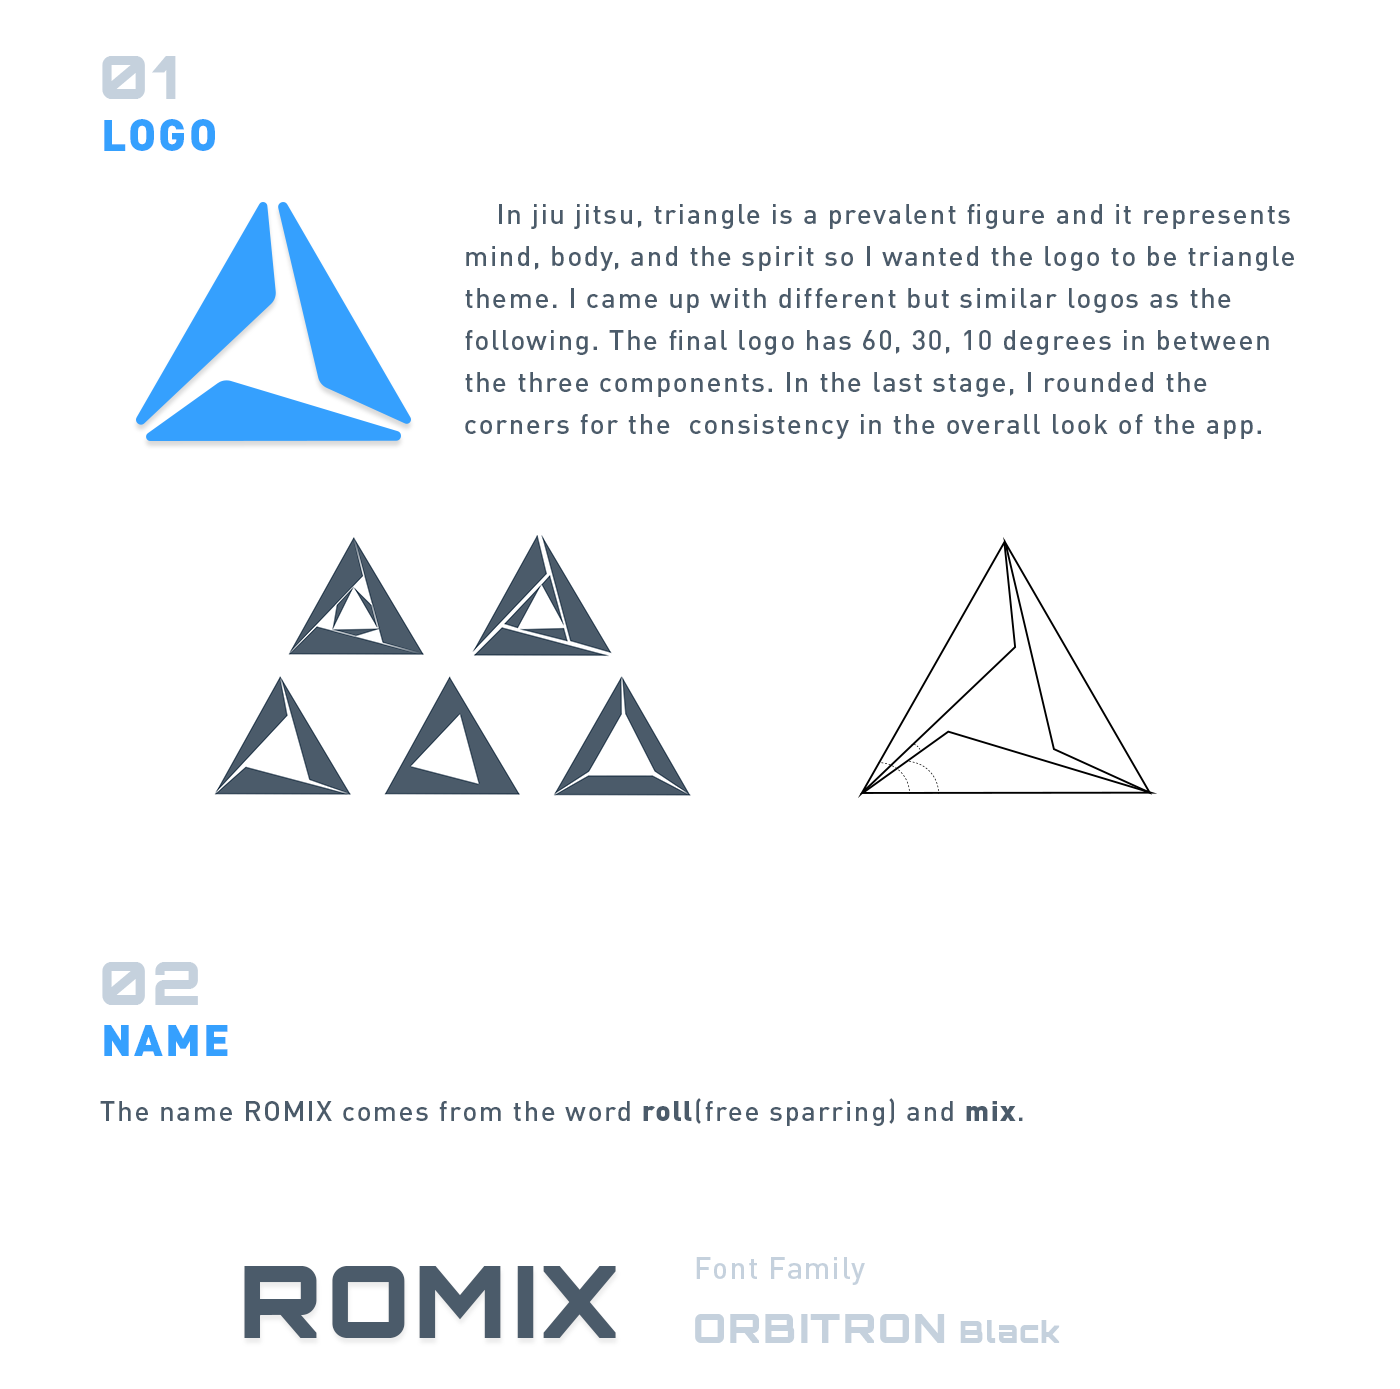 01
LOGO
In jiu jitsu, triangle is a prevalent figure and it represents
mind, body, and the spirit so I wanted the logo to be triangle
theme. I came up with different but similar logos as the
following. The final logo has 60, 30, 10 degrees in between
the three components. In the last stage, I rounded the
corners for the  consistency in the overall look of the app.
02
NAME
The name ROMIX comes from the word roll(free sparring) and mix.
ROMIX
Font Family
ORBITRON Black